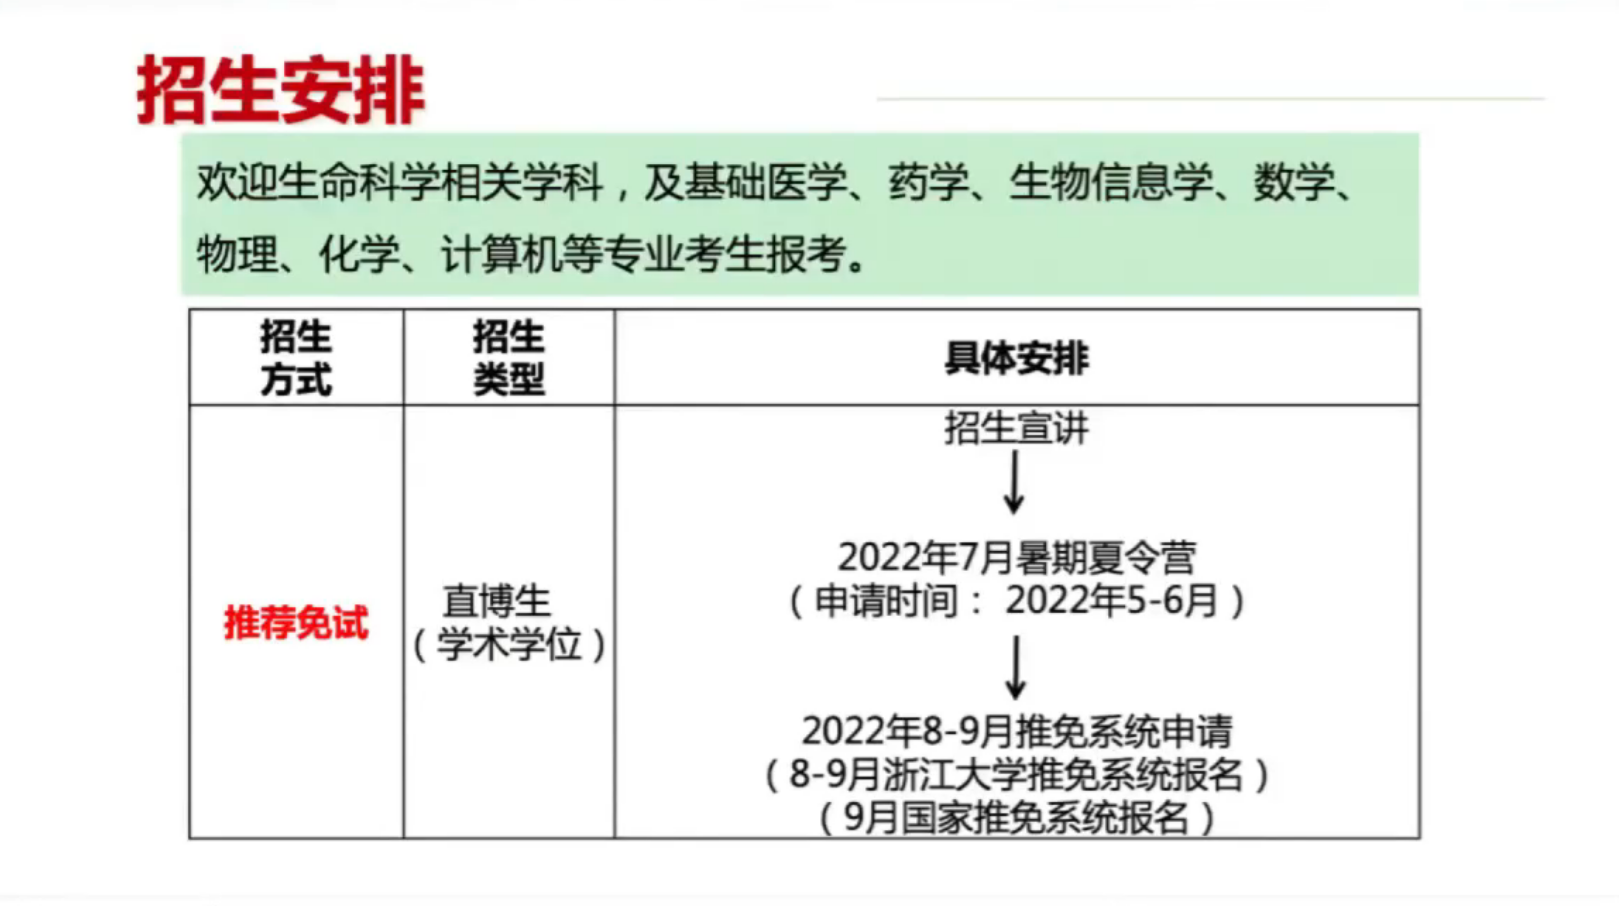 招生安排
欢迎生命科学相关学科，及基础医学、药学、生物信息学、数学、
物理、化学、计算机等专业考生报考。
招生
方式
招生
类型
具体安排
推荐免试
直博生
（学术学位）
招生宣讲
2022年7月暑期夏令营
（申请时间： 2022年5-6月）
2022年8-9月推免系统申请
（8-9月浙江大学推免系统报名）
（9月国家推免系统报名）